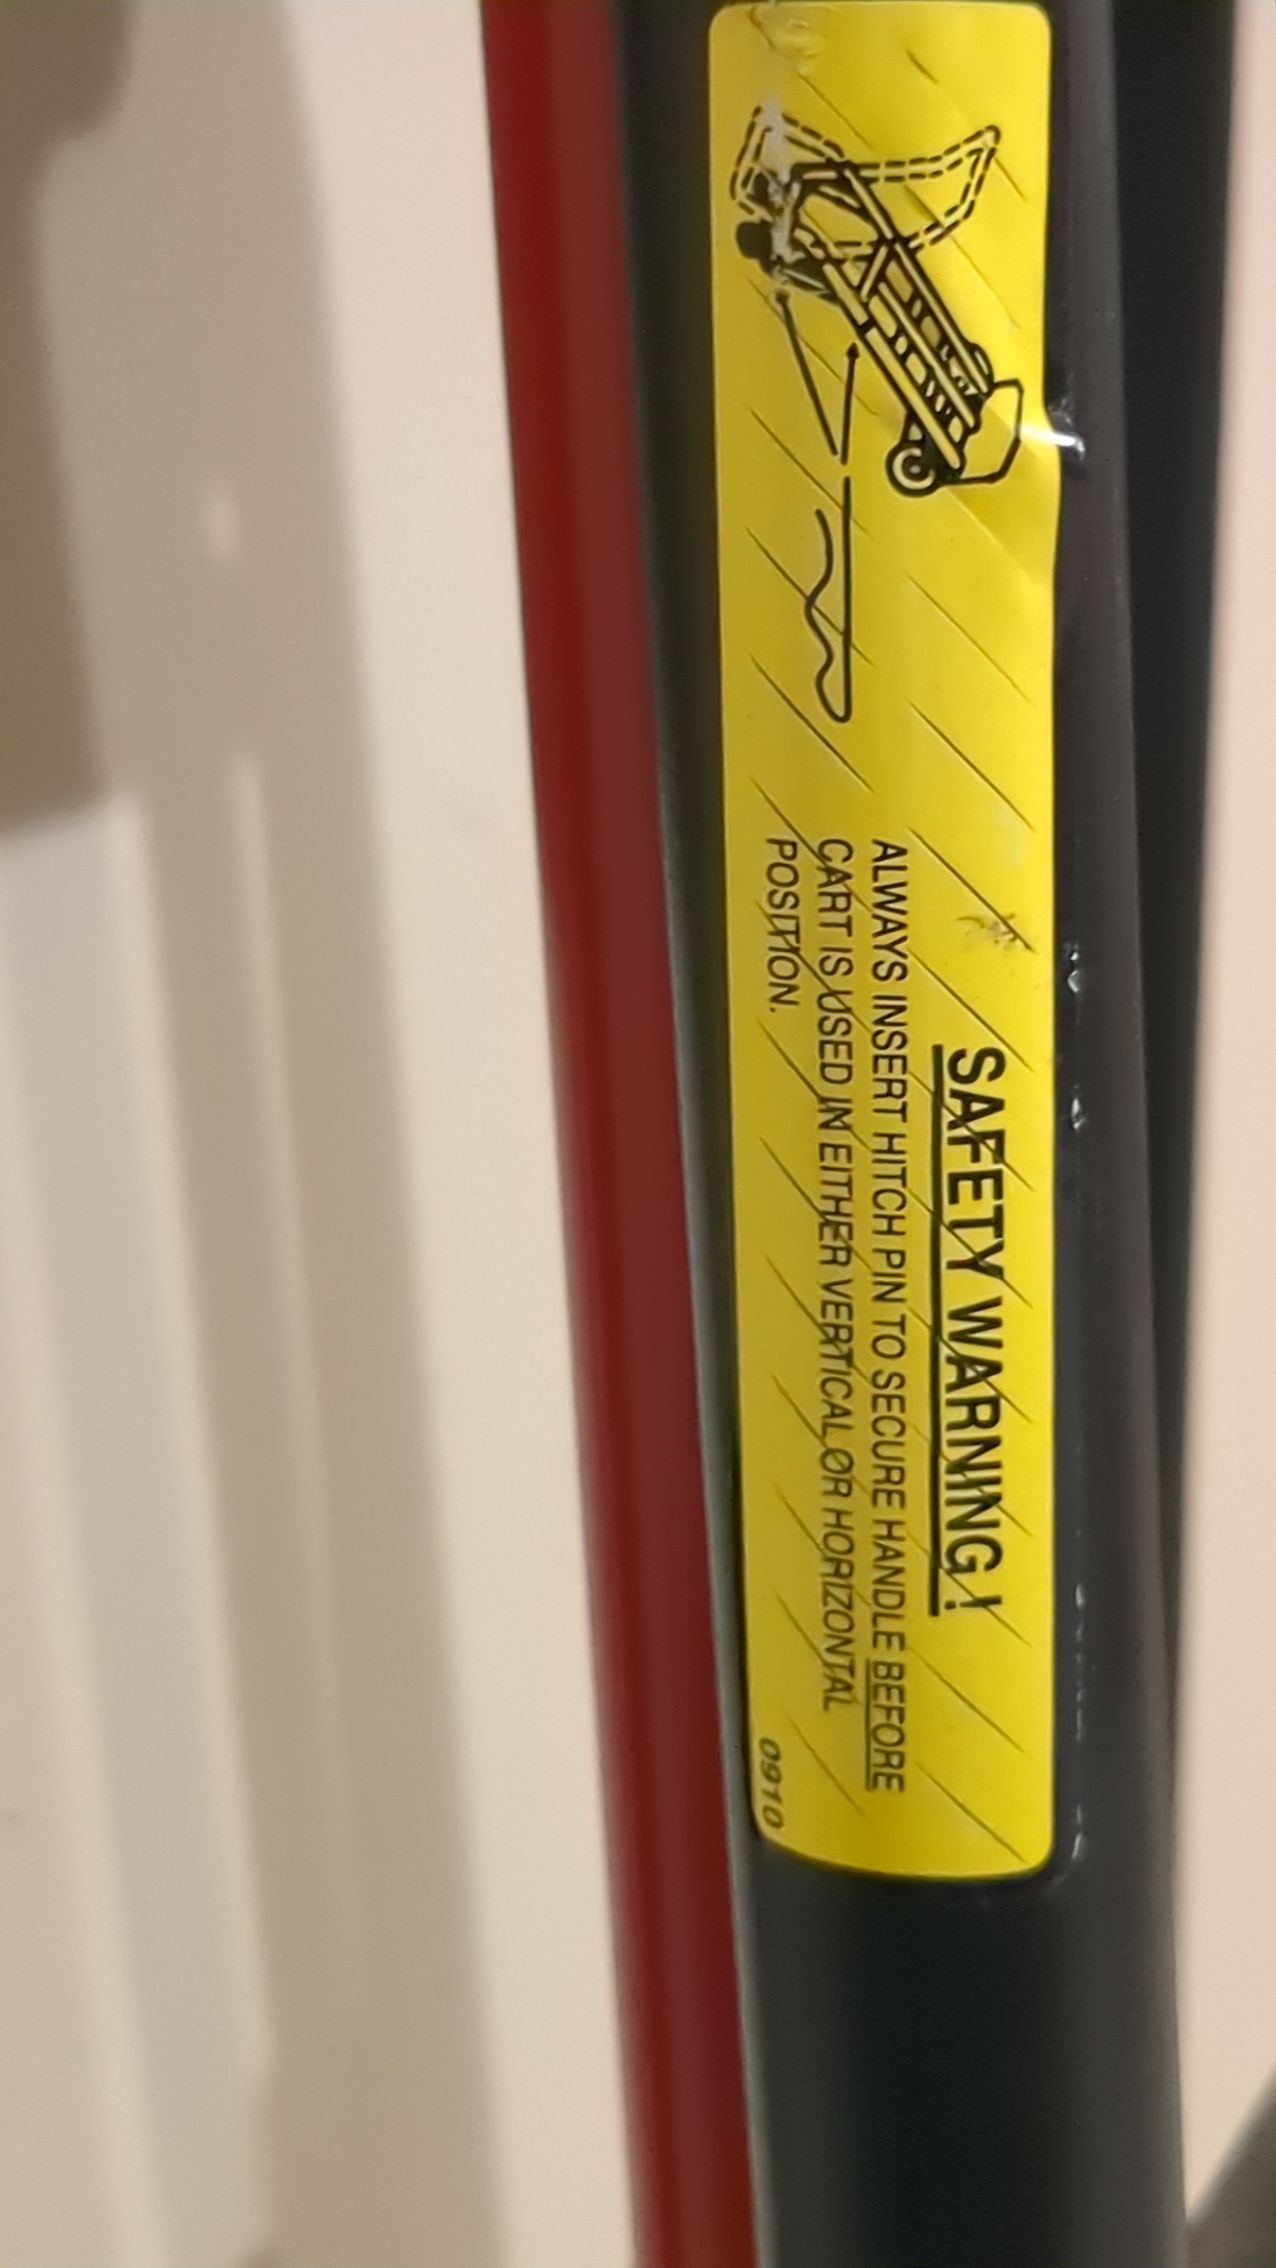 SAFETY WARNING!
ALWAYS INSERT HITCH PIN TO SECURE HANDLE BEFORE
CART IS USED IN EITHER VERTICAL OR HORIZONTAL
POSITION.
0910